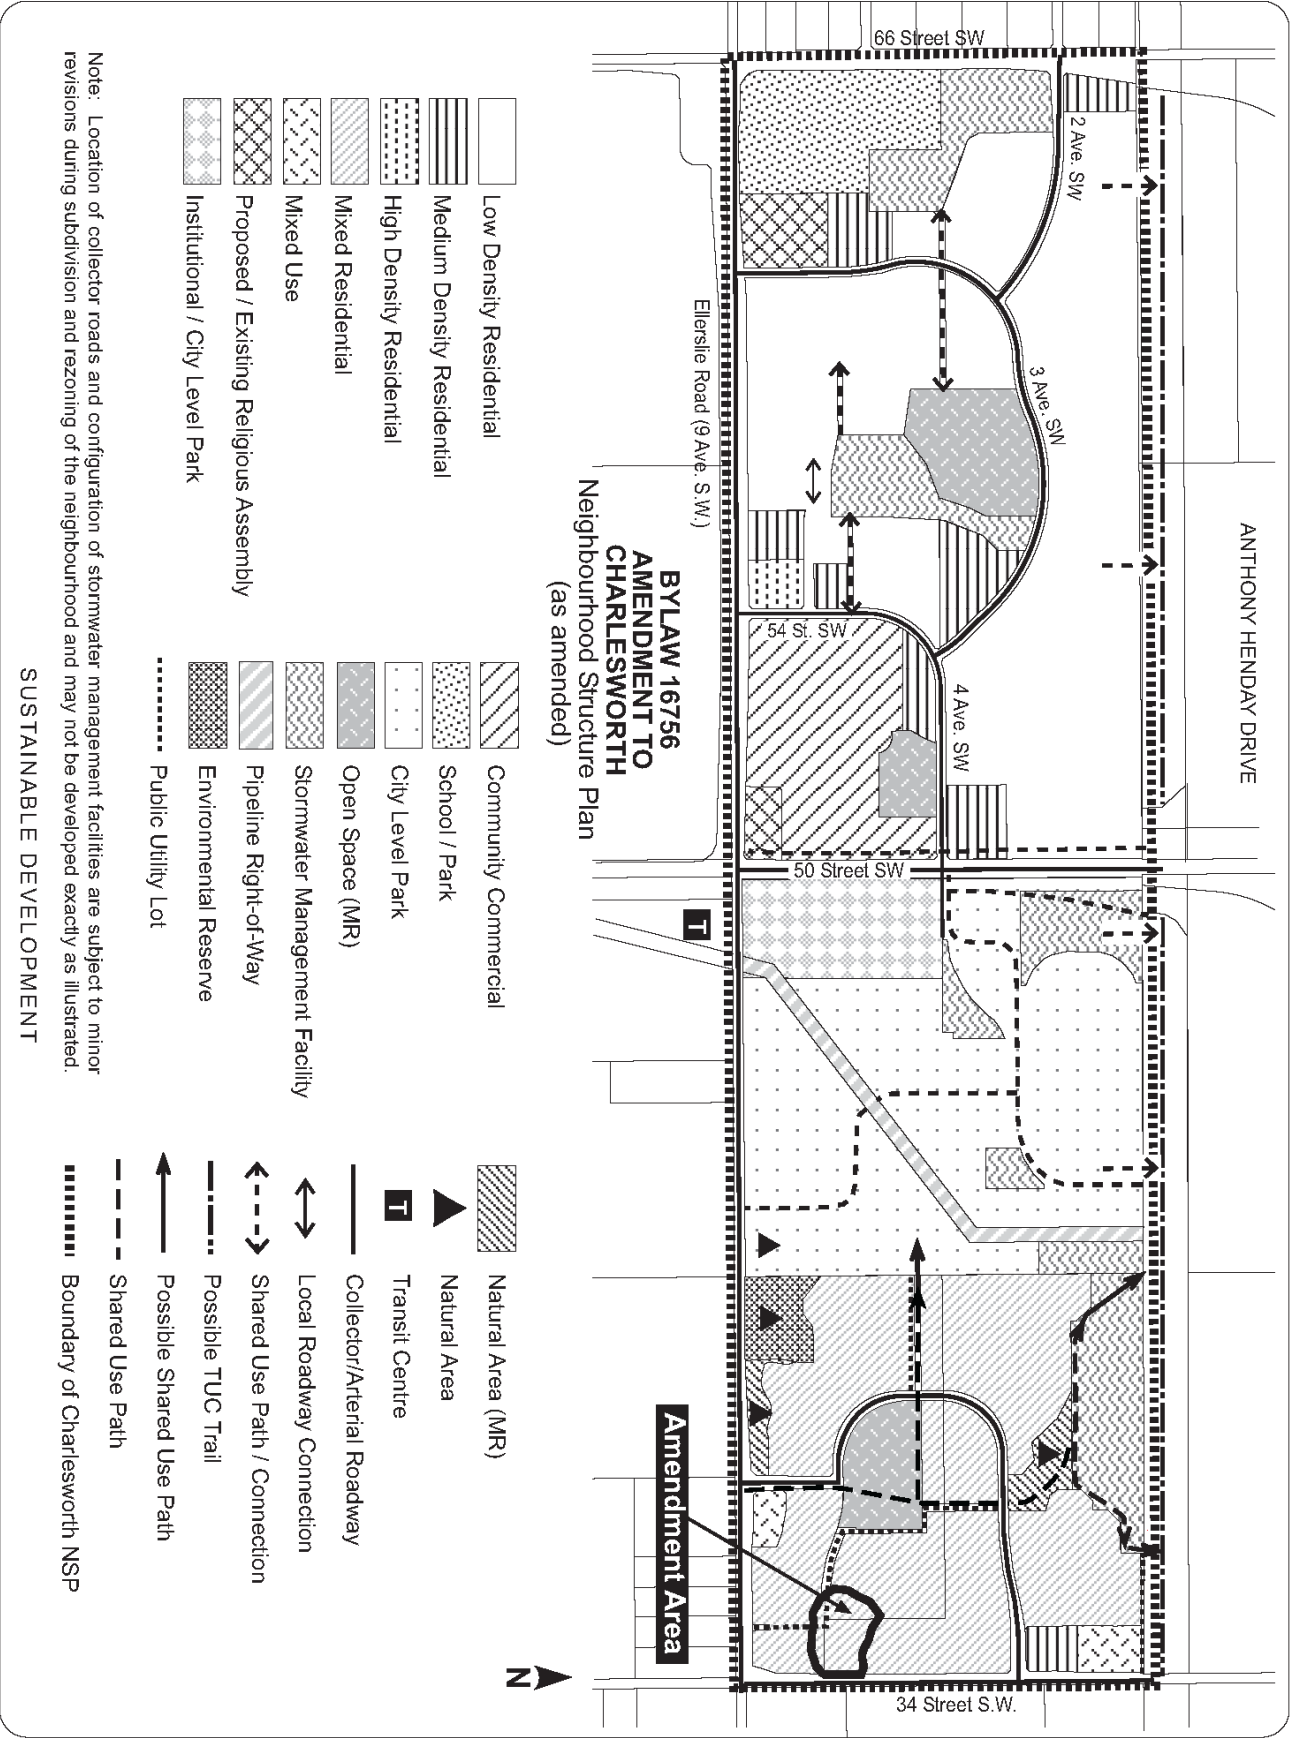 66 Street SW
2 Ave. SW
3 Ave. SW
ANTHONY HENDAY DRIVE
Ellerslie Road (9 Ave. S.W.)
54 St. SW
4 Ave. SW
50 Street SW
T
Amendment Area
34 Street S.W.
N
BYLAW 16756
AMENDMENT TO
CHARLESWORTH
Neighbourhood Structure Plan
(as amended)
Low Density Residential
Medium Density Residential
High Density Residential
Mixed Residential
Mixed Use
Proposed / Existing Religious Assembly
Institutional / City Level Park
Community Commercial
School / Park
City Level Park
Open Space (MR)
Stormwater Management Facility
Pipeline Right-of-Way
Environmental Reserve
Public Utility Lot
Natural Area (MR)
Natural Area
T Transit Centre
Collector/Arterial Roadway
Local Roadway Connection
Shared Use Path / Connection
Possible TUC Trail
Possible Shared Use Path
Shared Use Path
Boundary of Charlesworth NSP
Note: Location of collector roads and configuration of stormwater management facilities are subject to minor
revisions during subdivision and rezoning of the neighbourhood and may not be developed exactly as illustrated.
SUSTAINABLE DEVELOPMENT